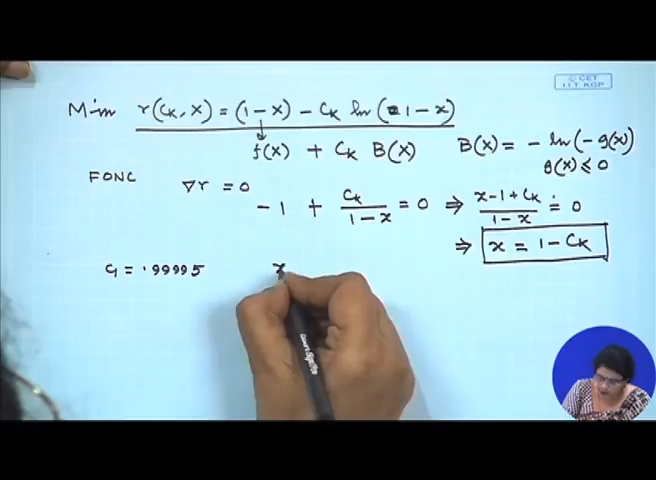 © CET
I.I.T. KGP
Min r(Ck, x) = (1-x) - Ck ln(1-x)
f(x) + Ck B(x)
B(x) = - ln(-g(x))
g(x) ≤ 0
FONC ∇r = 0
-1 + Ck/(1-x) = 0 ⇒ (x-1+Ck)/(1-x) = 0
⇒ x = 1 - Ck
C1 = .99995 x